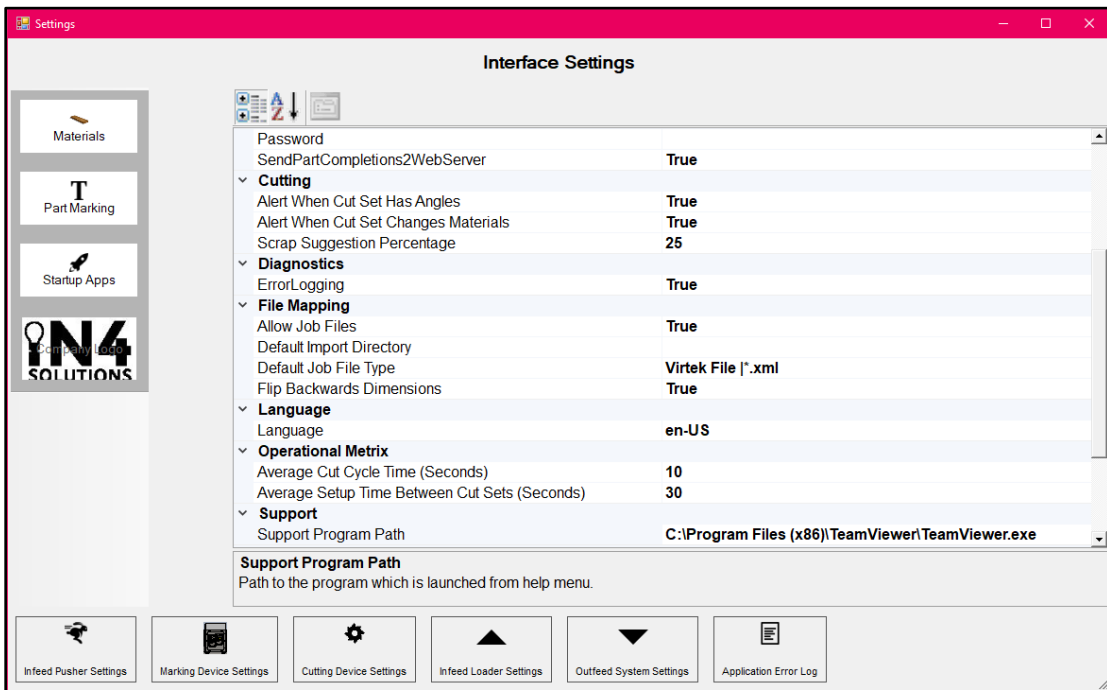 Settings
Interface Settings
Materials
Part Marking
Startup Apps
Company Logo
iN4
SOLUTIONS
Password
SendPartCompletions2WebServer True
Cutting
Alert When Cut Set Has Angles True
Alert When Cut Set Changes Materials True
Scrap Suggestion Percentage 25
Diagnostics
ErrorLogging True
File Mapping
Allow Job Files True
Default Import Directory
Default Job File Type Virtek File |*.xml
Flip Backwards Dimensions True
Language
Language en-US
Operational Metrix
Average Cut Cycle Time (Seconds) 10
Average Setup Time Between Cut Sets (Seconds) 30
Support
Support Program Path C:\Program Files (x86)\TeamViewer\TeamViewer.exe
Support Program Path
Path to the program which is launched from help menu.
Infeed Pusher Settings
Marking Device Settings
Cutting Device Settings
Infeed Loader Settings
Outfeed System Settings
Application Error Log